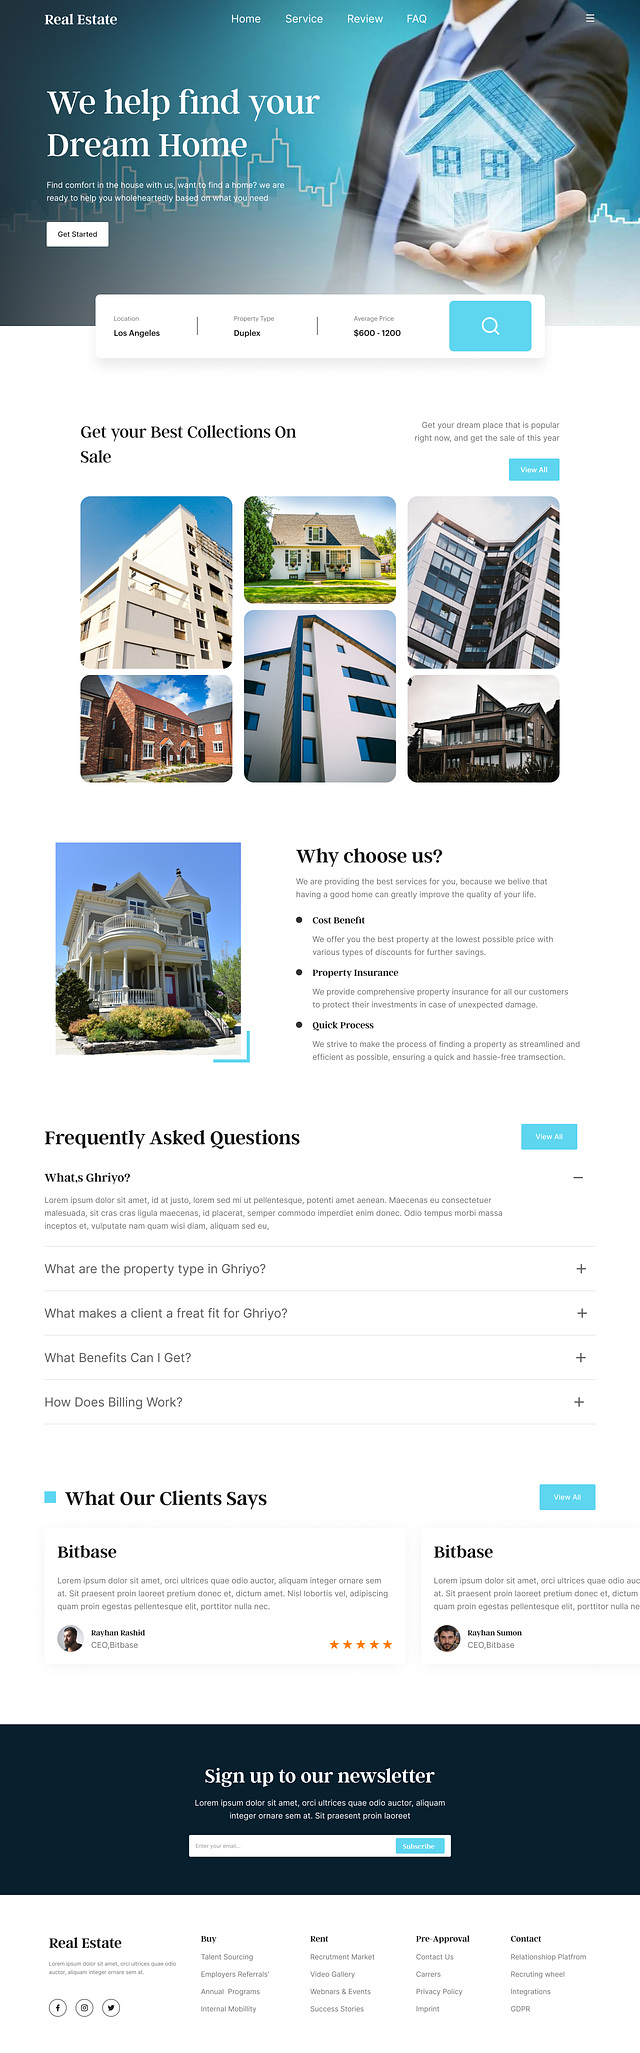 Real Estate
Home Service Review FAQ
We help find your
Dream Home
Find comfort in the house with us, want to find a home? we are
ready to help you wholeheartedly based on what you need
Get Started
Location Property Type Average Price
Los Angeles Duplex $600 - 1200
Get your Best Collections On
Sale
Get your dream place that is popular
right now, and get the sale of this year
View All
Why choose us?
We are providing the best services for you, because we belive that
having a good home can greatly improve the quality of your life.
Cost Benefit
We offer you the best property at the lowest possible price with
various types of discounts for further savings.
Property Insurance
We provide comprehensive property insurance for all our customers
to protect their investments in case of unexpected damage.
Quick Process
We strive to make the process of finding a property as streamlined and
efficient as possible, ensuring a quick and hassie-free tramsection.
Frequently Asked Questions
View All
What,s Ghriyo?
Lorem ipsum dolor sit amet, id at justo, lorem sed mi ut pellentesque, potenti amet aenean. Maecenas eu consectetuer
malesuada, sit cras cras ligula maecenas, id placerat, semper commodo imperdiet enim donec. Odio tempus morbi massa
inceptos et, vulputate nam quam wisi diam, aliquam sed eu,
What are the property type in Ghriyo?
What makes a client a freat fit for Ghriyo?
What Benefits Can I Get?
How Does Billing Work?
What Our Clients Says
View All
Bitbase
Lorem ipsum dolor sit amet, orci ultrices quae odio auctor, aliquam integer ornare sem
at. Sit praesent proin laoreet pretium donec et, dictum amet. Nisl lobortis vel, adipiscing
quam proin egestas pellentesque elit, porttitor nulla nec.
Rayhan Rashid
CEO,Bitbase
Bitbase
Lorem ipsum dolor sit amet, orci ultrices quae odio auc
at. Sit praesent proin laoreet pretium donec et, dictum
quam proin egestas pellentesque elit, porttitor nulla ne
Rayhan Sumon
CEO,Bitbase
Sign up to our newsletter
Lorem ipsum dolor sit amet, orci ultrices quae odio auctor, aliquam
integer ornare sem at. Sit praesent proin laoreet
Enter your email...
Subscribe
Real Estate
Lorem ipsum dolor sit amet, orci ultrices quae odio
auctor, aliquam integer ornare sem at.
Buy
Talent Sourcing
Employers Referrals'
Annual Programs
Internal Mobillity
Rent
Recrutment Market
Video Gallery
Webnars & Events
Success Stories
Pre-Approval
Contact Us
Carrers
Privacy Policy
Imprint
Contact
Relationshiop Platfrom
Recruting wheel
Integrations
GDPR